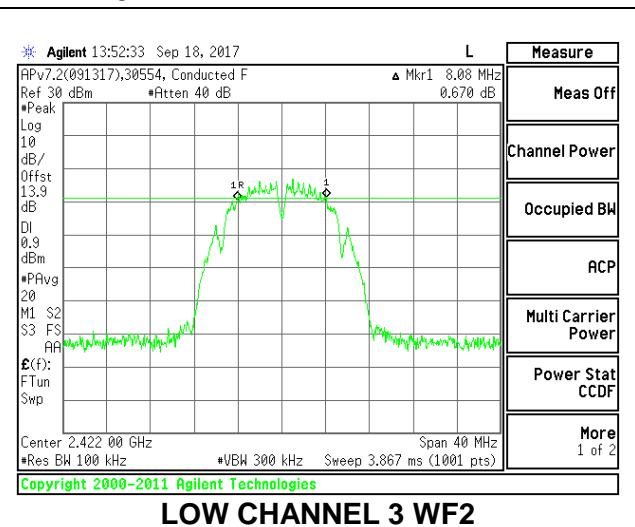 Agilent 13:52:33 Sep 18, 2017 L
Measure
APv7.2(091317),30554, Conducted F
Δ Mkr1 8.08 MHz
Ref 30 dBm #Atten 40 dB 0.670 dB
Meas Off
#Peak
Log
10
dB/
Offst
13.9
dB
DI
0.9
dBm
#PAvg
20
M1 S2
S3 FS
AA
£(f):
FTun
Swp
1R
1
Channel Power
Occupied BW
ACP
Multi Carrier
Power
Power Stat
CCDF
More
1 of 2
Center 2.422 00 GHz Span 40 MHz
#Res BW 100 kHz #VBW 300 kHz Sweep 3.867 ms (1001 pts)
Copyright 2000-2011 Agilent Technologies
LOW CHANNEL 3 WF2